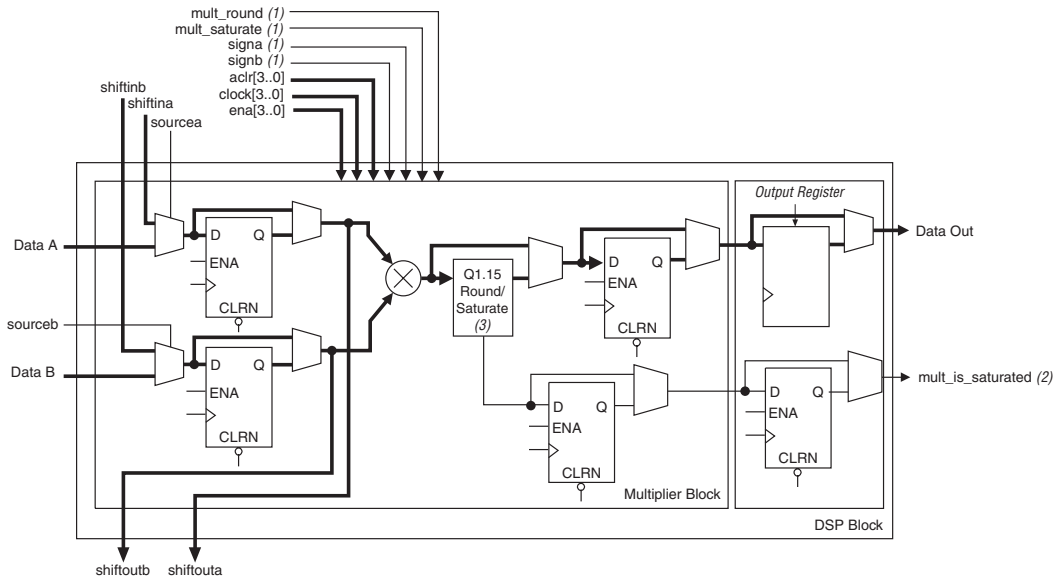 mult_round (1)
mult_saturate (1)
signa (1)
signb (1)
aclr[3..0]
clock[3..0]
ena[3..0]
shiftinb
shiftina
sourcea
Output Register
Data A
D Q
ENA
CLRN
Q1.15
Round/
Saturate
(3)
D Q
ENA
CLRN
Data Out
sourceb
Data B
D Q
ENA
CLRN
D Q
ENA
CLRN
D Q
ENA
CLRN
mult_is_saturated (2)
Multiplier Block
DSP Block
shiftoutb shiftouta